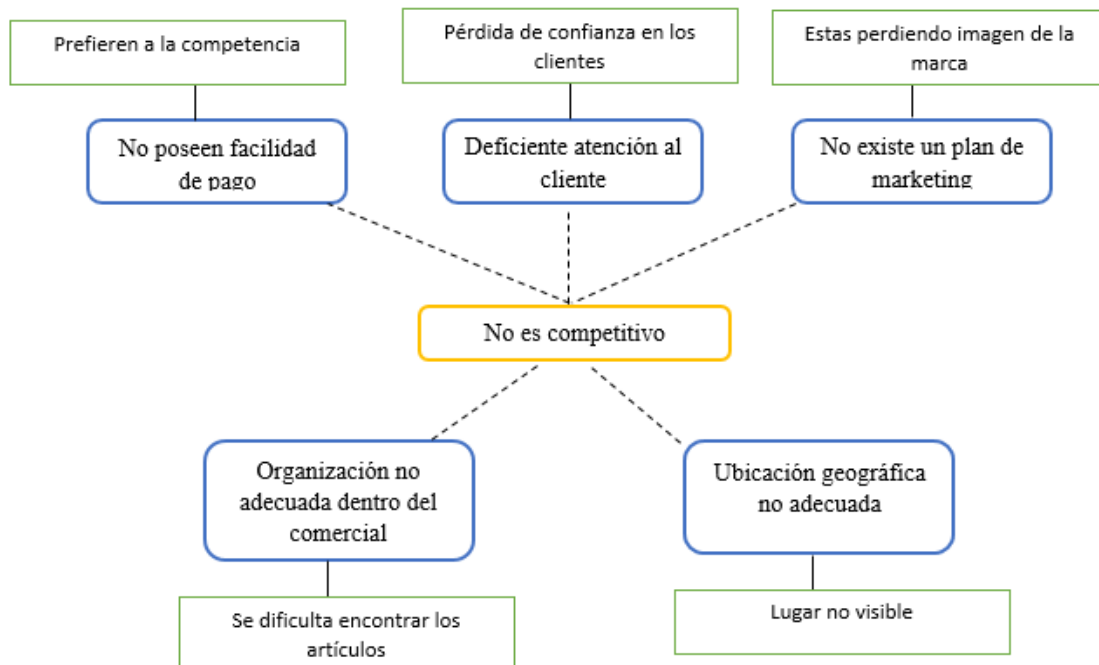 Prefieren a la competencia
Pérdida de confianza en los
clientes
Estas perdiendo imagen de la
marca
No poseen facilidad
de pago
Deficiente atención al
cliente
No existe un plan de
marketing
No es competitivo
Organización no
adecuada dentro del
comercial
Ubicación geográfica
no adecuada
Se dificulta encontrar los
artículos
Lugar no visible